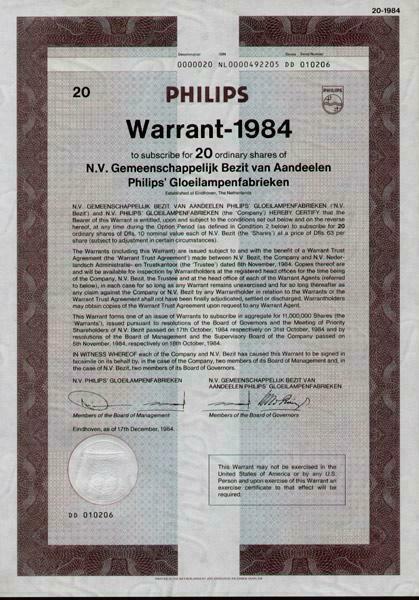 20-1984
Denomination ISIN Series Serial Number
0000020 NL0000492205 DD 010206
20
PHILIPS
PHILIPS
Warrant-1984
to subscribe for 20 ordinary shares of
N.V. Gemeenschappelijk Bezit van Aandeelen
Philips' Gloeilampenfabrieken
Established at Eindhoven, The Netherlands
N.V. GEMEENSCHAPPELIJK BEZIT VAN AANDEELEN PHILIPS' GLOEILAMPENFABRIEKEN ('N.V.
Bezit') and N.V. PHILIPS' GLOEILAMPENFABRIEKEN (the 'Company') HEREBY CERTIFY that the
Bearer of this Warrant is entitled, upon and subject to the conditions set out below and on the reverse
hereof, at any time during the Option Period (as defined in Condition 2 below) to subscribe for 20
ordinary shares of Dfls. 10 nominal value each of N.V. Bezit (the 'Shares') at a price of Dfls 63 per
share (subject to adjustment in certain circumstances).
The Warrants (including this Warrant) are issued subject to and with the benefit of a Warrant Trust
Agreement (the 'Warrant Trust Agreement') made between N.V. Bezit, the Company and N.V. Neder-
landsch Administratie- en Trustkantoor (the 'Trustee') dated 8th November, 1984. Copies thereof are
and will be available for inspection by Warrantholders at the registered head offices for the time being
of the Company, N.V. Bezit, the Trustee and at the head office of each of the Warrant Agents (referred
to below), in each case for so long as any Warrant remains unexercised and for so long thereafter as
any claim against the Company or N.V. Bezit by any Warrantholder in relation to the Warrants or the
Warrant Trust Agreement shall not have been finally adjudicated, settled or discharged. Warrantholders
may obtain copies of the Warrant Trust Agreement upon request to any Warrant Agent.
This Warrant forms one of an issue of Warrants to subscribe in aggregate for 11,000,000 Shares (the
'Warrants'), issued pursuant to resolutions of the Board of Governors and the Meeting of Priority
Shareholders of N.V. Bezit passed on 17th October, 1984 respectively on 31st October, 1984 and by
resolutions of the Board of Management and the Supervisory Board of the Company passed on
5th November, 1984, respectively on 18th October, 1984.
IN WITNESS WHEREOF each of the Company and N.V. Bezit has caused this Warrant to be signed in
facsimile on its behalf by, in the case of the Company, two members of its Board of Management and, in
the case of N.V. Bezit, two members of its Board of Governors.
N.V. PHILIPS' GLOEILAMPENFABRIEKEN
N.V. GEMEENSCHAPPELIJK BEZIT VAN
AANDEELEN PHILIPS' GLOEILAMPENFABRIEKEN
Members of the Board of Management
Members of the Board of Governors
Eindhoven, as of 17th December, 1984.
This Warrant may not be exercised in the
United States of America or by any U.S.
Person and upon exercise of this Warrant an
exercise certificate to that effect will be
required.
DD 010206